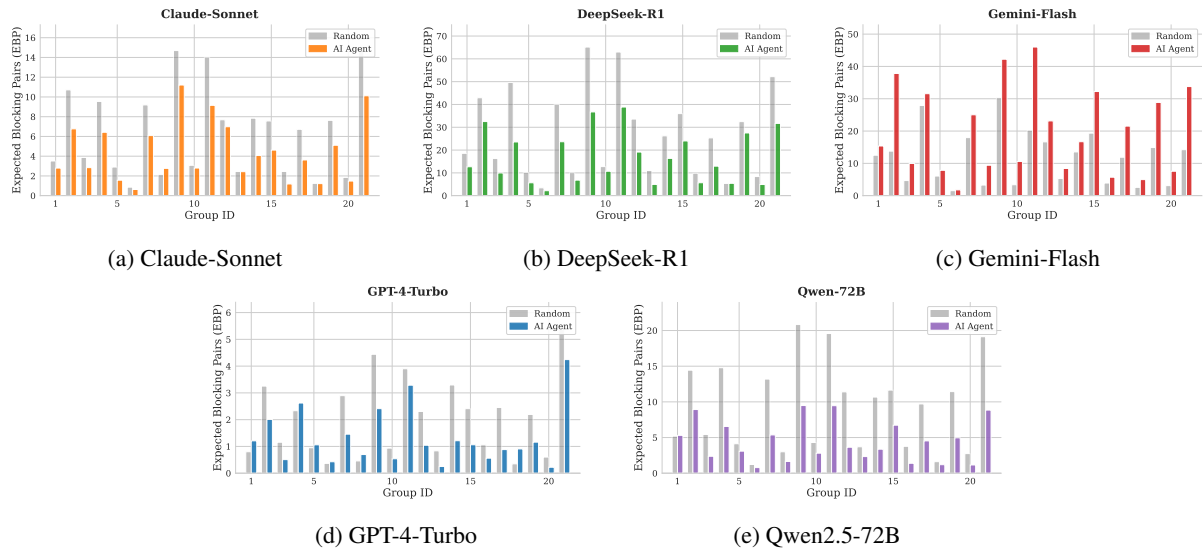 Claude-Sonnet
Random
AI Agent
Expected Blocking Pairs (EBP)
16
14
12
10
8
6
4
2
0
1
5
10
15
20
Group ID
(a) Claude-Sonnet
DeepSeek-R1
Random
AI Agent
Expected Blocking Pairs (EBP)
70
60
50
40
30
20
10
0
1
5
10
15
20
Group ID
(b) DeepSeek-R1
Gemini-Flash
Random
AI Agent
Expected Blocking Pairs (EBP)
50
40
30
20
10
0
1
5
10
15
20
Group ID
(c) Gemini-Flash
GPT-4-Turbo
Random
AI Agent
Expected Blocking Pairs (EBP)
6
5
4
3
2
1
0
1
5
10
15
20
Group ID
(d) GPT-4-Turbo
Qwen-72B
Random
AI Agent
Expected Blocking Pairs (EBP)
20
15
10
5
0
1
5
10
15
20
Group ID
(e) Qwen2.5-72B